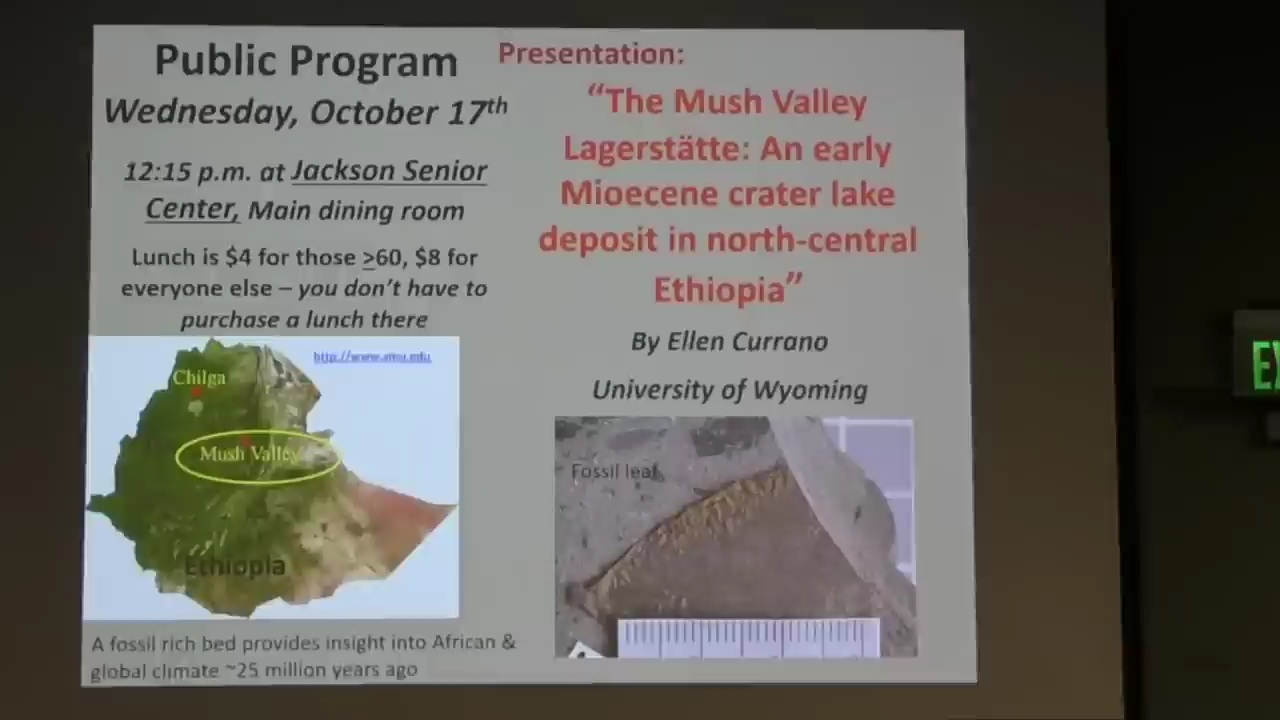 Public Program
Wednesday, October 17th
12:15 p.m. at Jackson Senior
Center, Main dining room
Lunch is $4 for those >60, $8 for
everyone else – you don't have to
purchase a lunch there
Presentation:
“The Mush Valley
Lagerstätte: An early
Mioecene crater lake
deposit in north-central
Ethiopia”
By Ellen Currano
University of Wyoming
Chilga
Mush Valley
Ethiopia
Fossil leaf
A fossil rich bed provides insight into African &
global climate ~25 million years ago